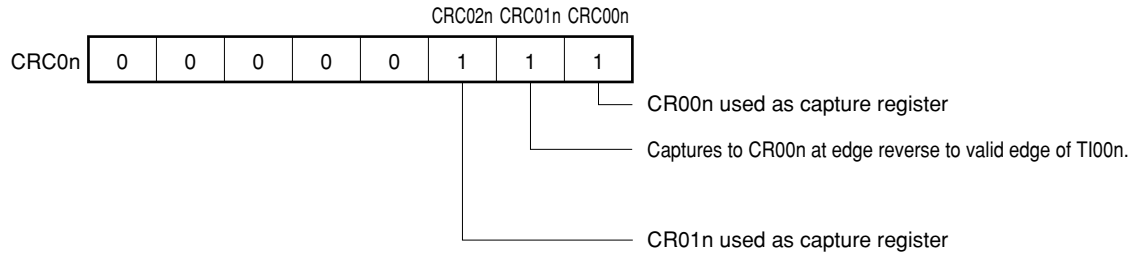 CRC02n CRC01n CRC00n
CRC0n 0 0 0 0 0 1 1 1
CR00n used as capture register
Captures to CR00n at edge reverse to valid edge of TI00n.
CR01n used as capture register